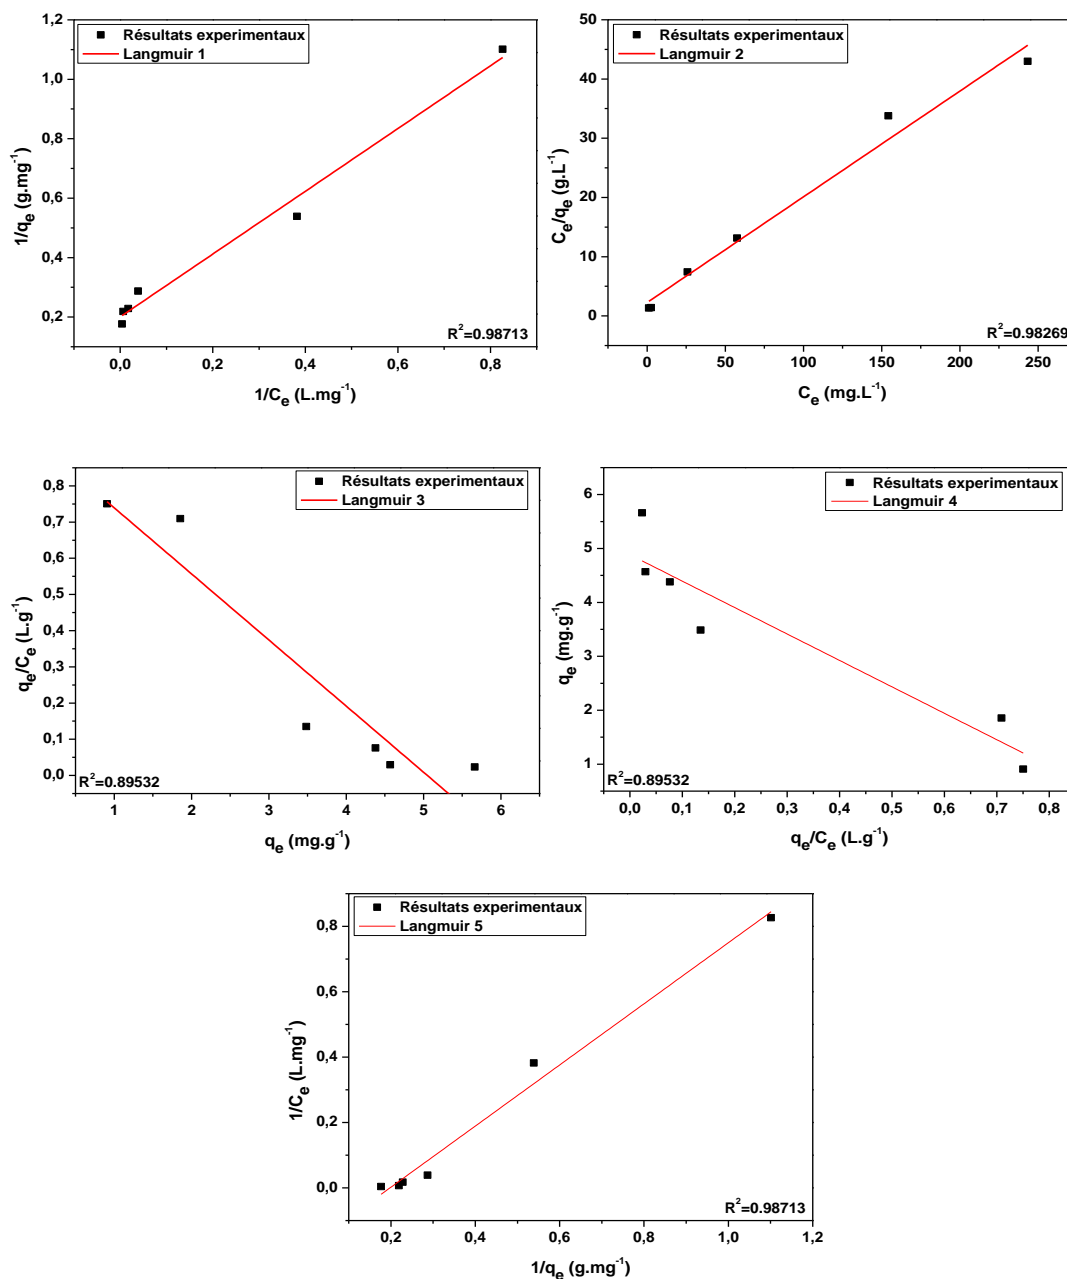 Résultats experimentaux
Langmuir 1
1,2
1,0
0,8
0,6
0,4
0,2
1/qe (g.mg-1)
0,0 0,2 0,4 0,6 0,8
1/Ce (L.mg-1)
R2=0.98713
Résultats experimentaux
Langmuir 2
50
40
30
20
10
0
Ce/qe (g.L-1)
0 25 50 75 100 125 150 175 200 225 250
Ce (mg.L-1)
R2=0.98269
Résultats experimentaux
Langmuir 3
0,8
0,7
0,6
0,5
0,4
0,3
0,2
0,1
0,0
qe/Ce (L.g-1)
R2=0.89532
1 2 3 4 5 6
qe (mg.g-1)
Résultats experimentaux
Langmuir 4
6
5
4
3
2
1
qe (mg.g-1)
R2=0.89532
0,0 0,1 0,2 0,3 0,4 0,5 0,6 0,7 0,8
qe/Ce (L.g-1)
Résultats experimentaux
Langmuir 5
0,8
0,6
0,4
0,2
0,0
1/Ce (L.mg-1)
R2=0.98713
0,2 0,4 0,6 0,8 1,0 1,2
1/qe (g.mg-1)